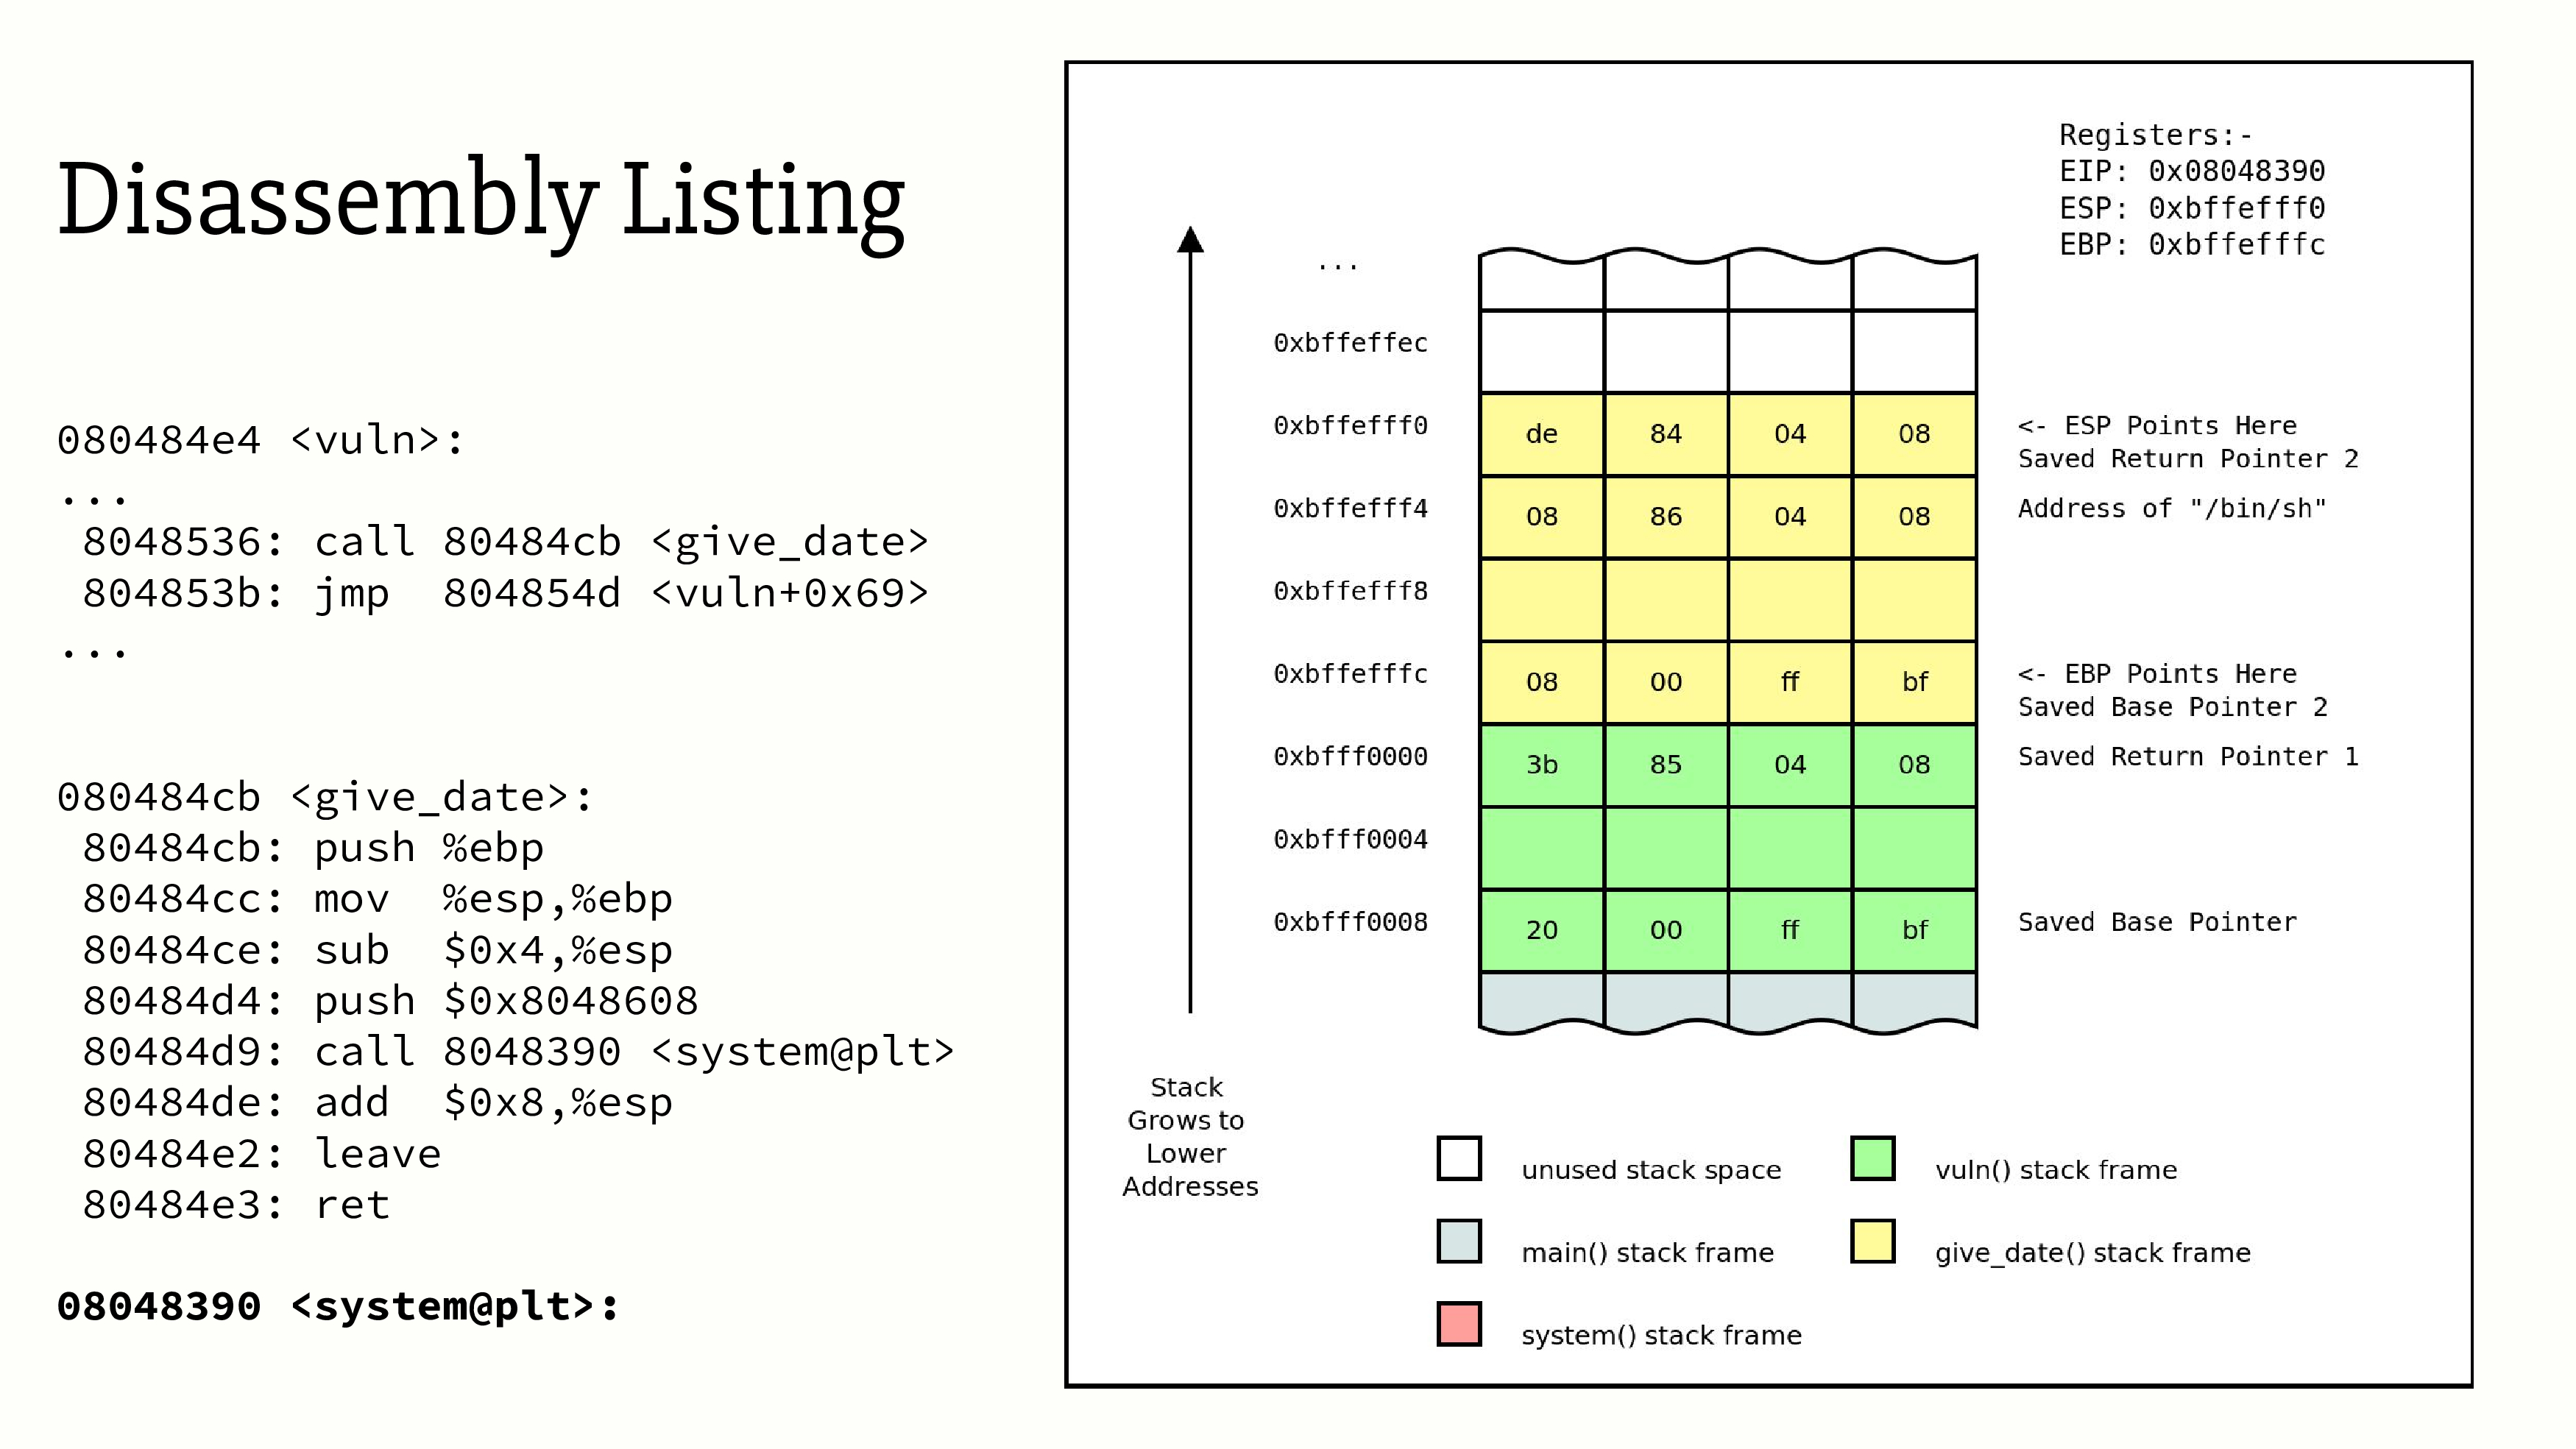 Disassembly Listing
080484e4 <vuln>:
...
8048536: call 80484cb <give_date>
804853b: jmp  804854d <vuln+0x69>
...
080484cb <give_date>:
80484cb: push %ebp
80484cc: mov  %esp,%ebp
80484ce: sub  $0x4,%esp
80484d4: push $0x8048608
80484d9: call 8048390 <system@plt>
80484de: add  $0x8,%esp
80484e2: leave
80484e3: ret
08048390 <system@plt>:
Registers:-
EIP: 0x08048390
ESP: 0xbffefff0
EBP: 0xbffefffc
...
0xbffeffec
0xbffefff0 de 84 04 08 <- ESP Points Here
Saved Return Pointer 2
0xbffefff4 08 86 04 08 Address of "/bin/sh"
0xbffefff8
0xbffefffc 08 00 ff bf <- EBP Points Here
Saved Base Pointer 2
0xbfff0000 3b 85 04 08 Saved Return Pointer 1
0xbfff0004
0xbfff0008 20 00 ff bf Saved Base Pointer
Stack
Grows to
Lower
Addresses
unused stack space
vuln() stack frame
main() stack frame
give_date() stack frame
system() stack frame